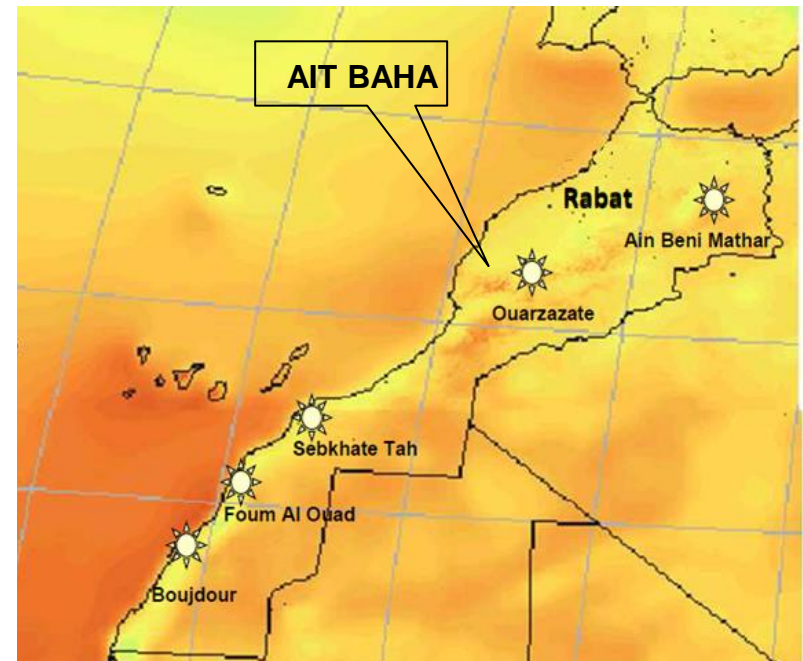 AIT BAHA
Rabat
Ain Beni Mathar
Ouarzazate
Sebkhate Tah
Foum Al Ouad
Boujdour